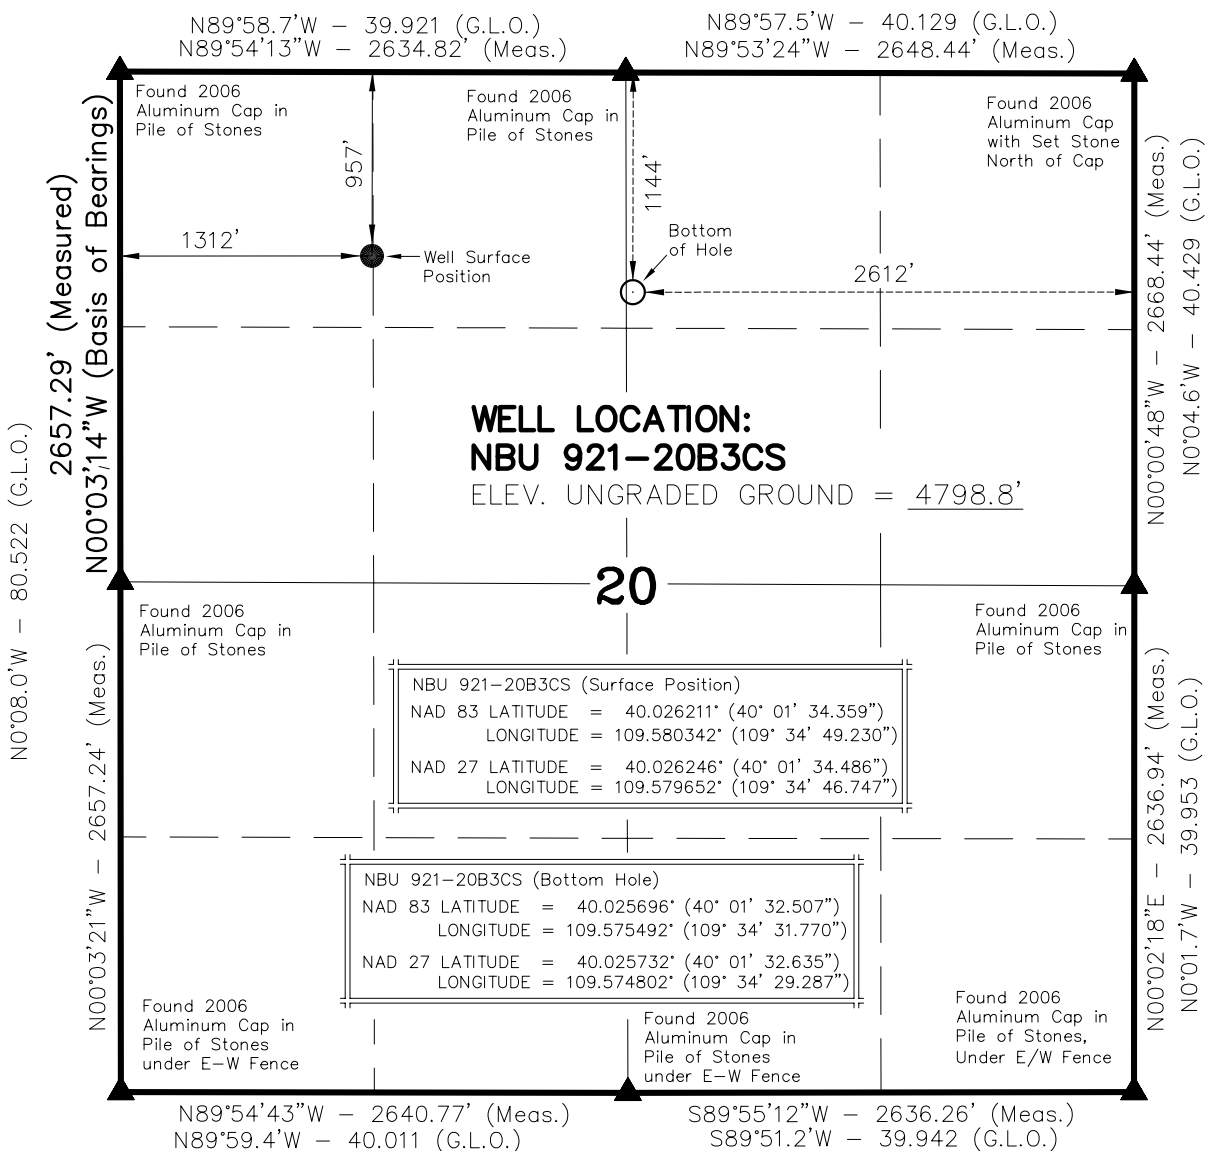 N89°58.7'W – 39.921 (G.L.O.)
N89°54'13"W – 2634.82' (Meas.)
N89°57.5'W – 40.129 (G.L.O.)
N89°53'24"W – 2648.44' (Meas.)
Found 2006
Aluminum Cap in
Pile of Stones
Found 2006
Aluminum Cap in
Pile of Stones
Found 2006
Aluminum Cap
with Set Stone
North of Cap
957'
1144'
1312'
Well Surface
Position
Bottom
of Hole
2612'
2657.29' (Measured)
N00°03'14"W (Basis of Bearings)
N0°08.0'W – 80.522 (G.L.O.)
N00°00'48"W – 2668.44' (Meas.)
N0°04.6'W – 40.429 (G.L.O.)
WELL LOCATION:
NBU 921–20B3CS
ELEV. UNGRADED GROUND = 4798.8'
20
Found 2006
Aluminum Cap in
Pile of Stones
Found 2006
Aluminum Cap in
Pile of Stones
N00°03'21"W – 2657.24' (Meas.)
N00°02'18"E – 2636.94' (Meas.)
N0°01.7'W – 39.953 (G.L.O.)
NBU 921–20B3CS (Surface Position)
NAD 83 LATITUDE = 40.026211° (40° 01' 34.359")
LONGITUDE = 109.580342° (109° 34' 49.230")
NAD 27 LATITUDE = 40.026246° (40° 01' 34.486")
LONGITUDE = 109.579652° (109° 34' 46.747")
NBU 921–20B3CS (Bottom Hole)
NAD 83 LATITUDE = 40.025696° (40° 01' 32.507")
LONGITUDE = 109.575492° (109° 34' 31.770")
NAD 27 LATITUDE = 40.025732° (40° 01' 32.635")
LONGITUDE = 109.574802° (109° 34' 29.287")
Found 2006
Aluminum Cap in
Pile of Stones
under E–W Fence
Found 2006
Aluminum Cap in
Pile of Stones
under E–W Fence
Found 2006
Aluminum Cap in
Pile of Stones,
Under E/W Fence
N89°54'43"W – 2640.77' (Meas.)
N89°59.4'W – 40.011 (G.L.O.)
S89°55'12"W – 2636.26' (Meas.)
S89°51.2'W – 39.942 (G.L.O.)